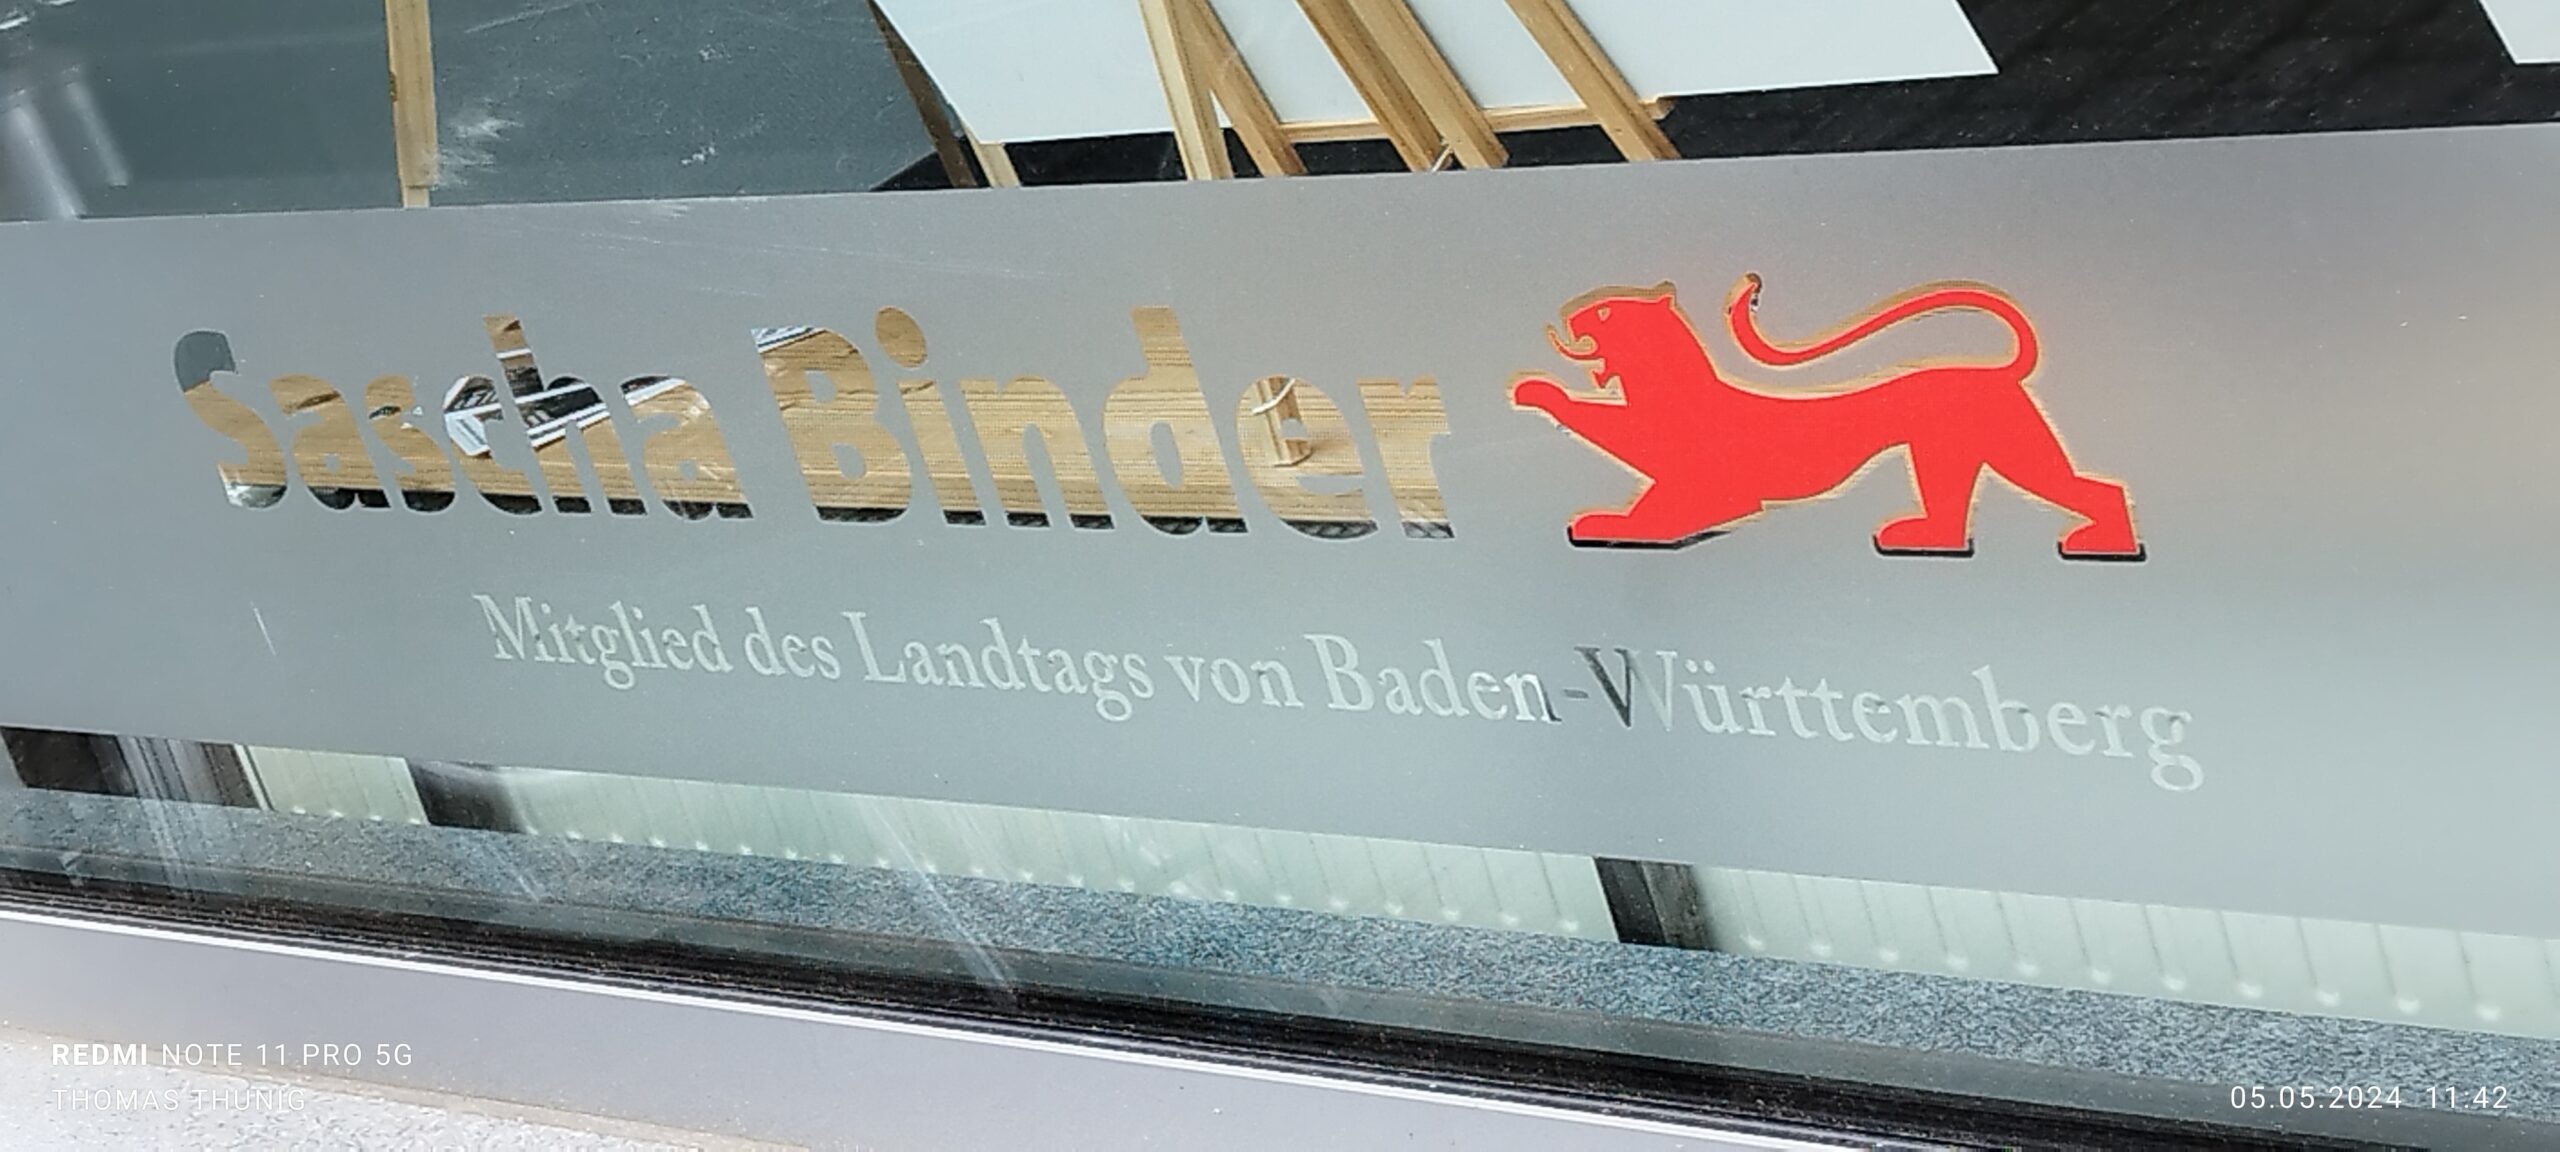 Sascha Binder
Mitglied des Landtags von Baden-Württemberg
REDMI NOTE 11 PRO 5G
THOMAS THÜNIG
05.05.2024 11:42